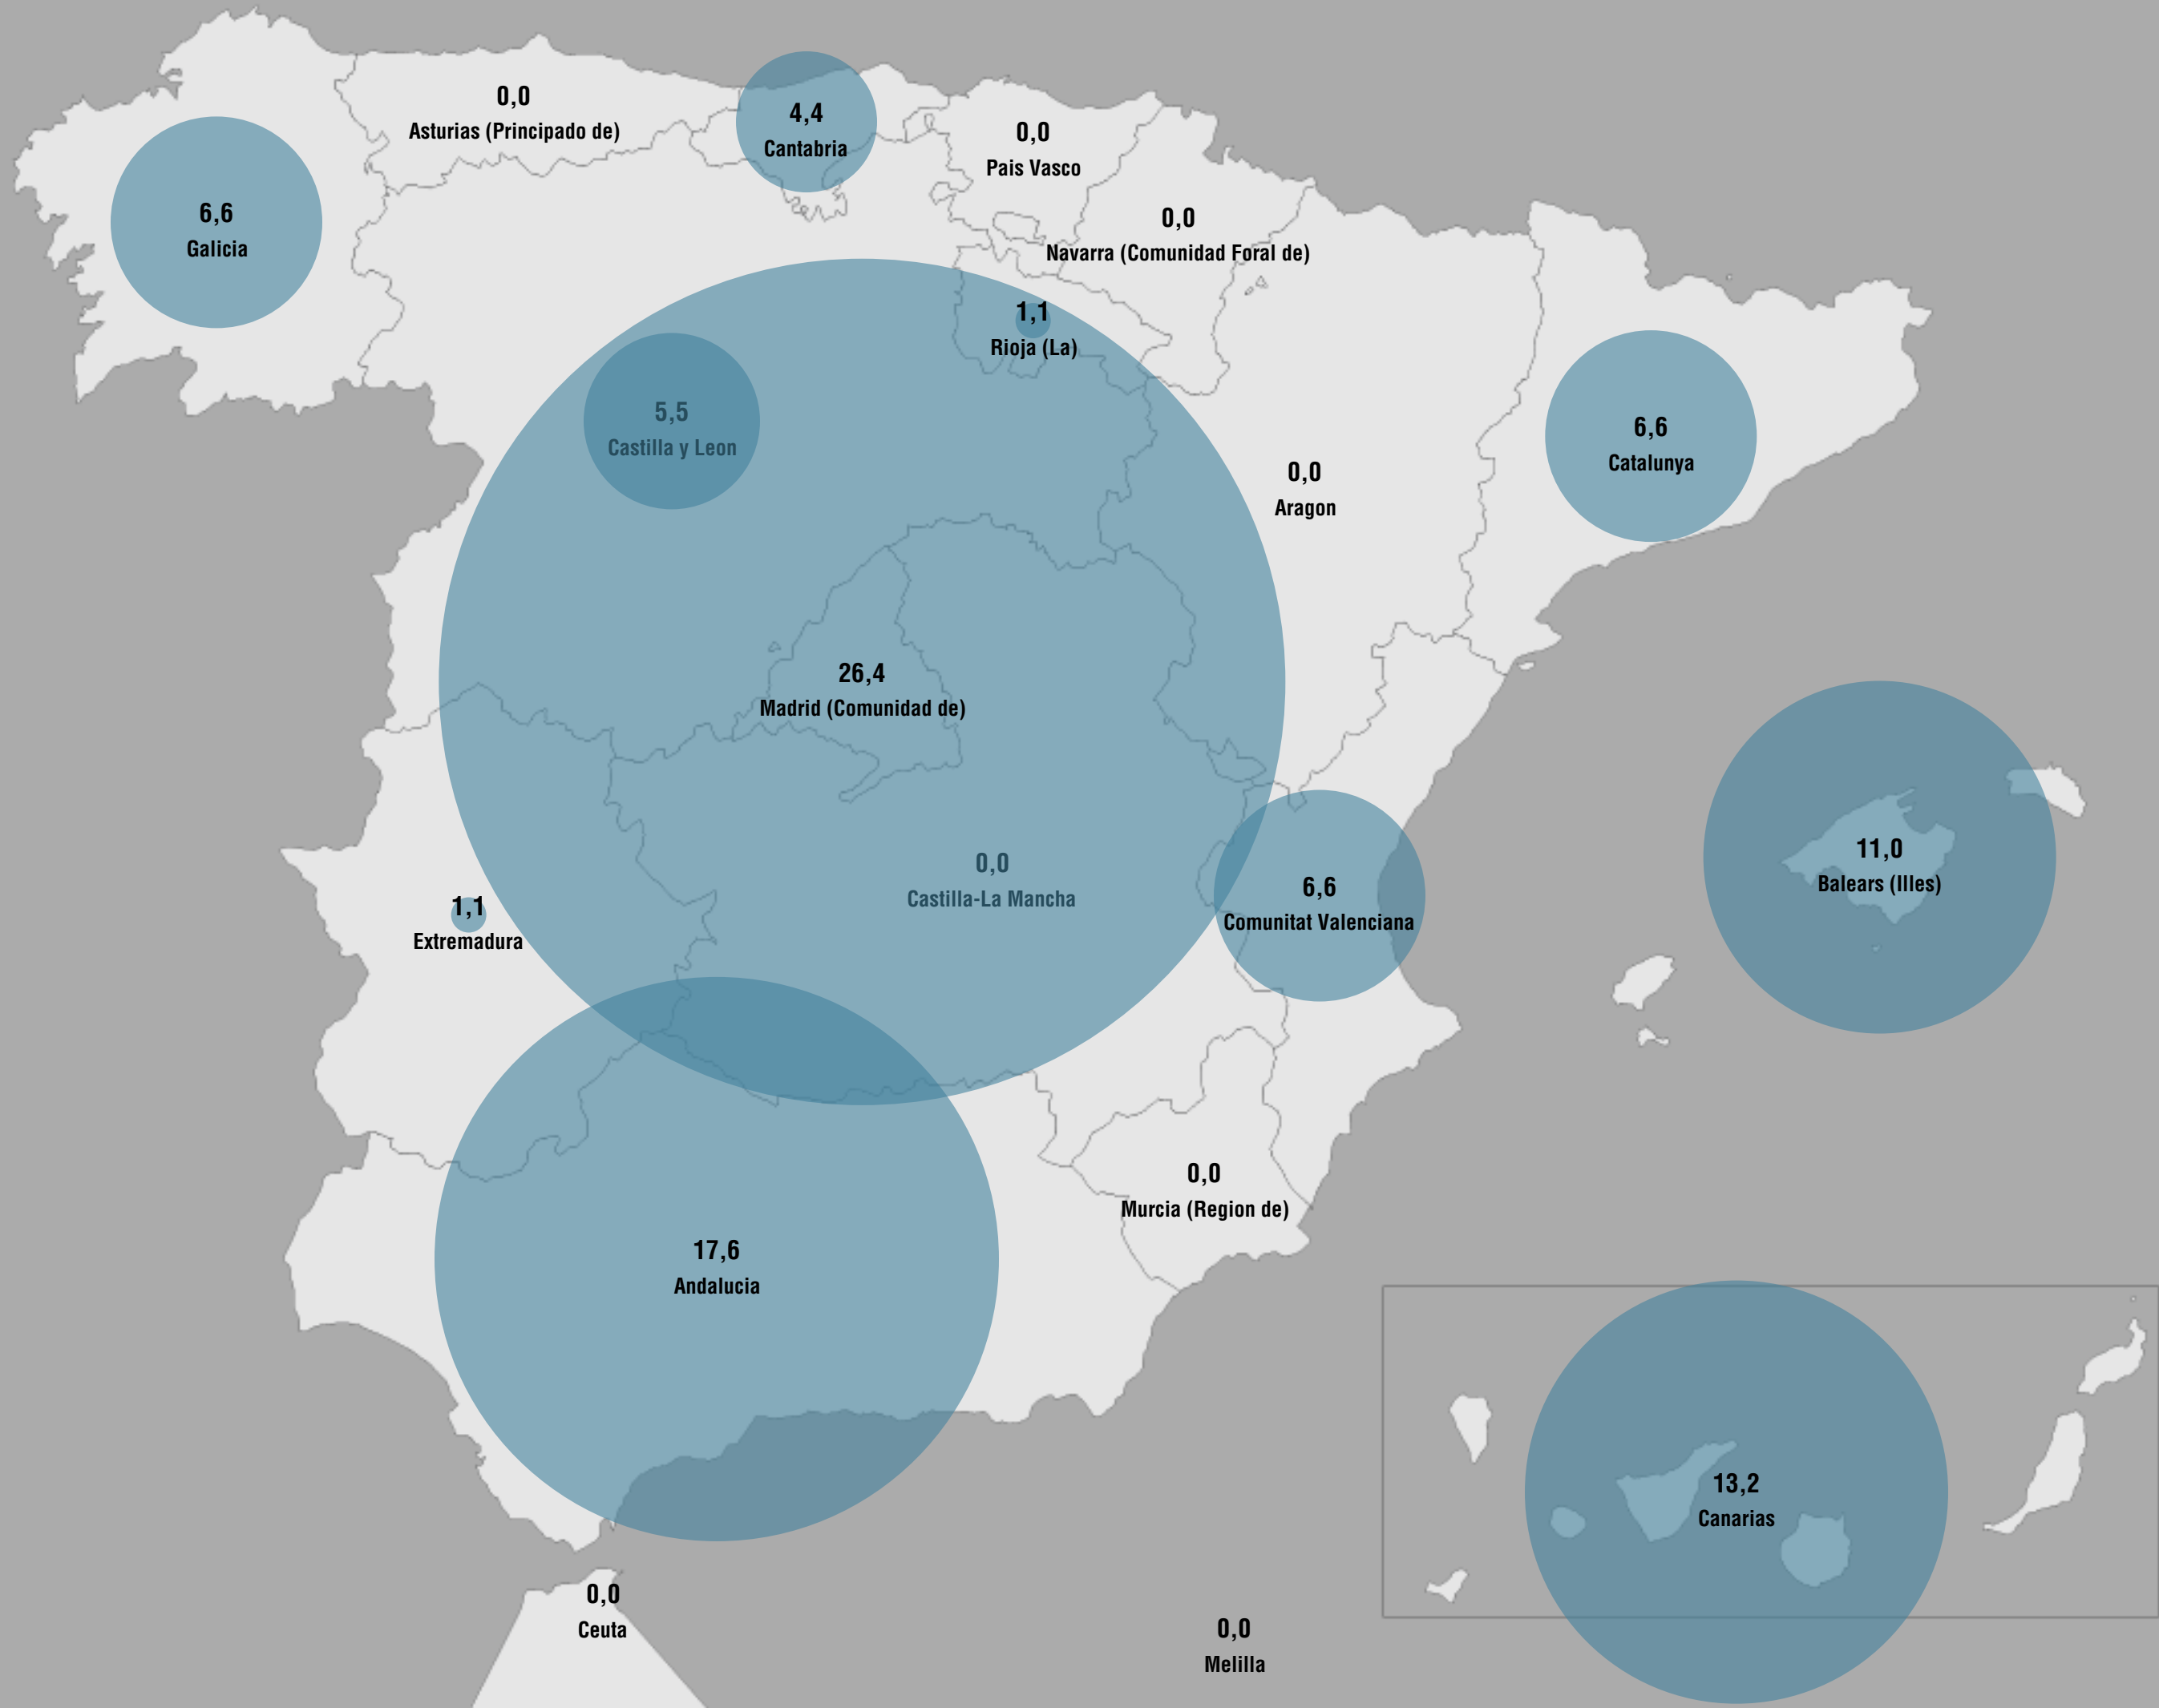 0,0
Asturias (Principado de)
4,4
Cantabria
0,0
Pais Vasco
6,6
Galicia
0,0
Navarra (Comunidad Foral de)
1,1
Rioja (La)
5,5
Castilla y Leon
6,6
Catalunya
0,0
Aragon
26,4
Madrid (Comunidad de)
11,0
Balears (Illes)
0,0
Castilla-La Mancha
6,6
Comunitat Valenciana
1,1
Extremadura
0,0
Murcia (Region de)
17,6
Andalucia
13,2
Canarias
0,0
Ceuta
0,0
Melilla